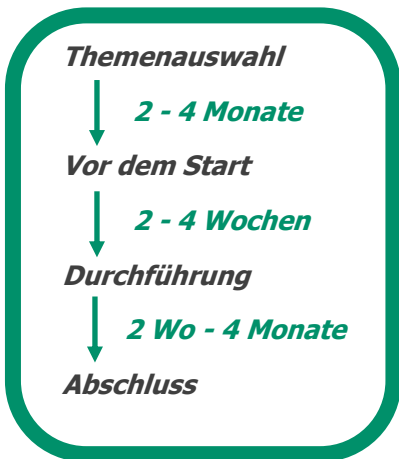 Themenauswahl
2 - 4 Monate
Vor dem Start
2 - 4 Wochen
Durchführung
2 Wo - 4 Monate
Abschluss